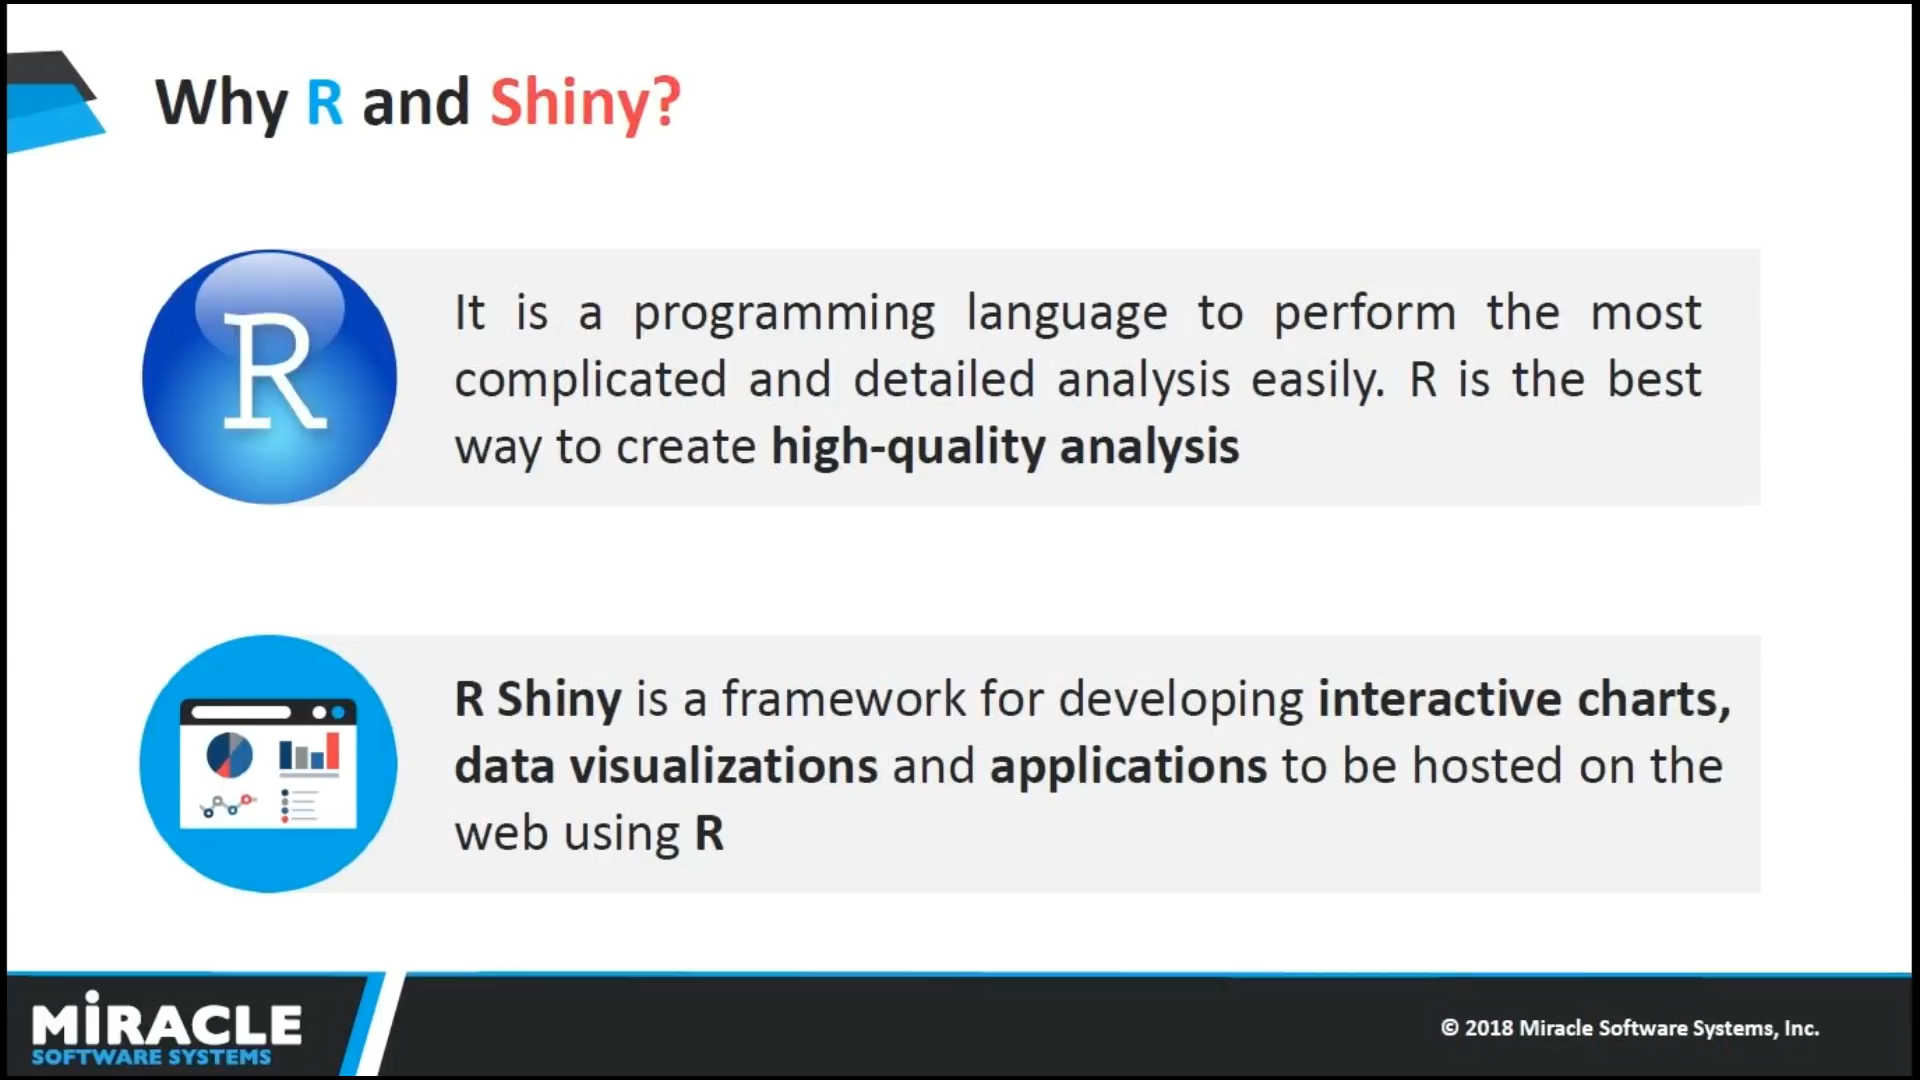 Why R and Shiny?
R
It is a programming language to perform the most
complicated and detailed analysis easily. R is the best
way to create high-quality analysis
R Shiny is a framework for developing interactive charts,
data visualizations and applications to be hosted on the
web using R
MiRACLE
SOFTWARE SYSTEMS
© 2018 Miracle Software Systems, Inc.